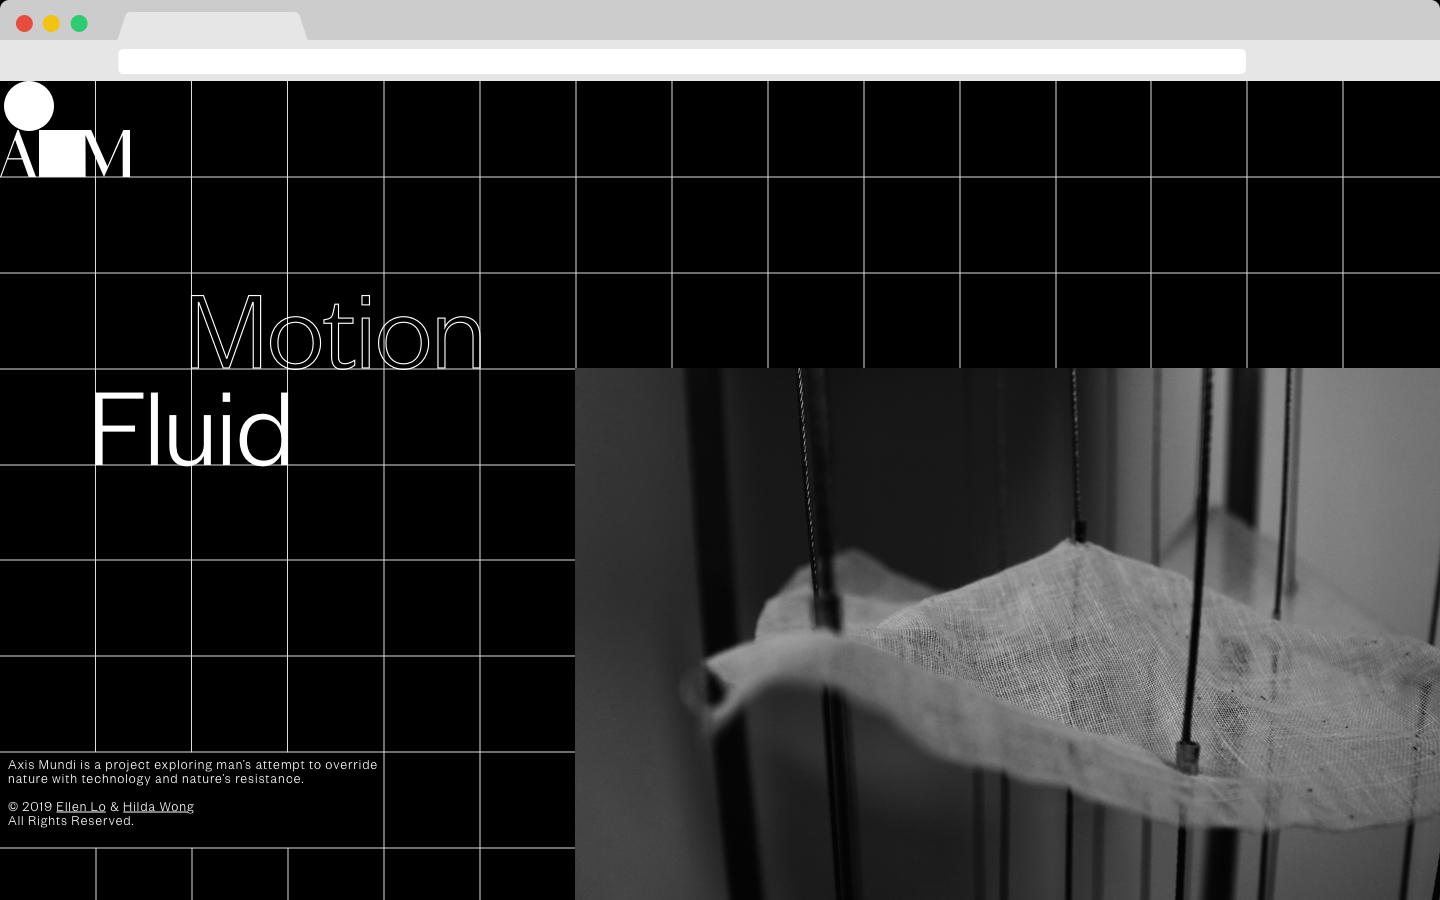 A M
Motion
Fluid
Axis Mundi is a project exploring man's attempt to override
nature with technology and nature's resistance.
© 2019 Ellen Lo & Hilda Wong
All Rights Reserved.